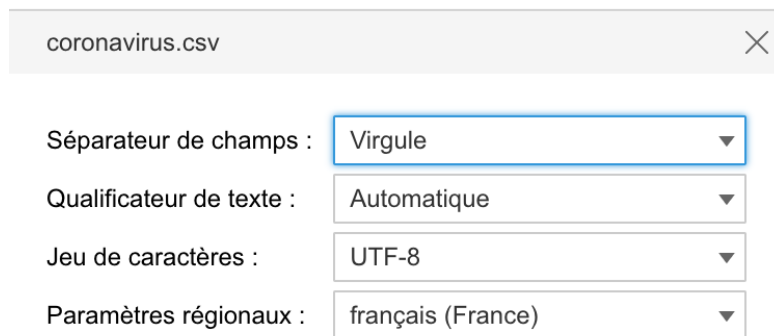 coronavirus.csv
Séparateur de champs : Virgule
Qualificateur de texte : Automatique
Jeu de caractères : UTF-8
Paramètres régionaux : français (France)